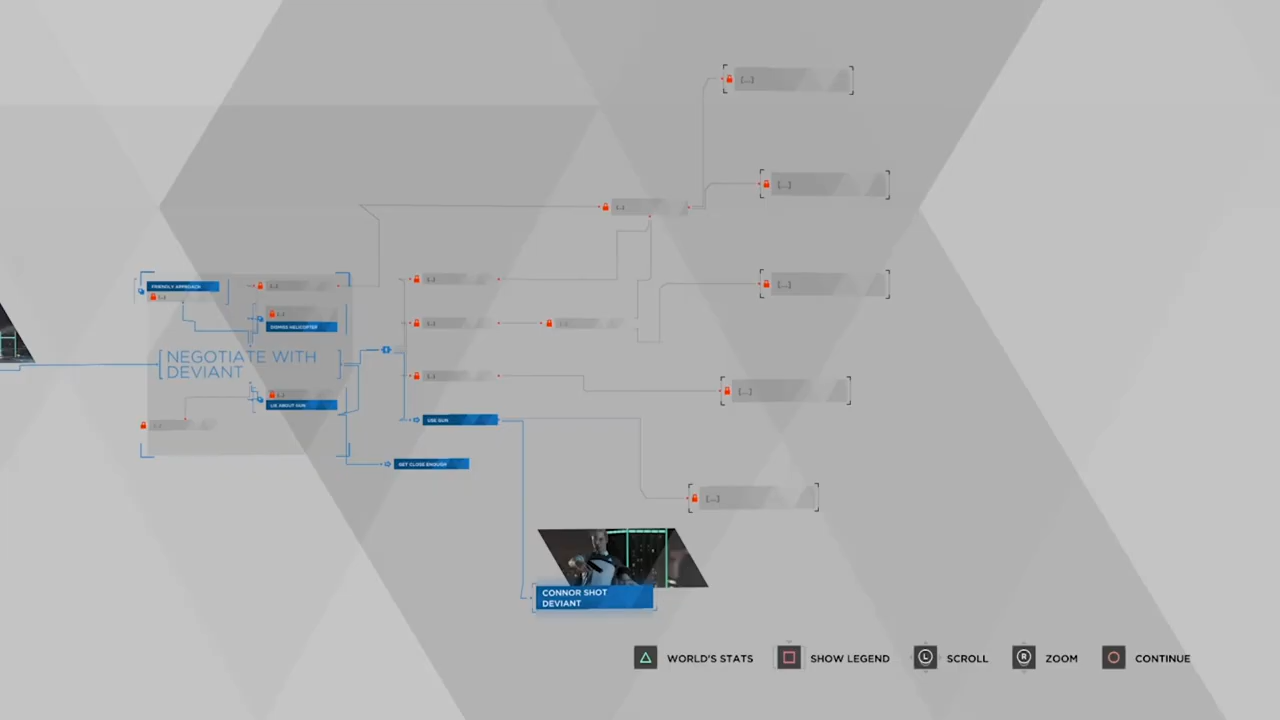 [...]
[...]
[...]
[...]
FRIENDLY APPROACH
[...]
[...]
[...]
[...]
DISMISS HELICOPTER
[...]
[...]
NEGOTIATE WITH
DEVIANT
[...]
[...]
[...]
LIE ABOUT GUN
USE GUN
[...]
GET CLOSE ENOUGH
[...]
CONNOR SHOT
DEVIANT
WORLD'S STATS
SHOW LEGEND
L
SCROLL
R
ZOOM
CONTINUE